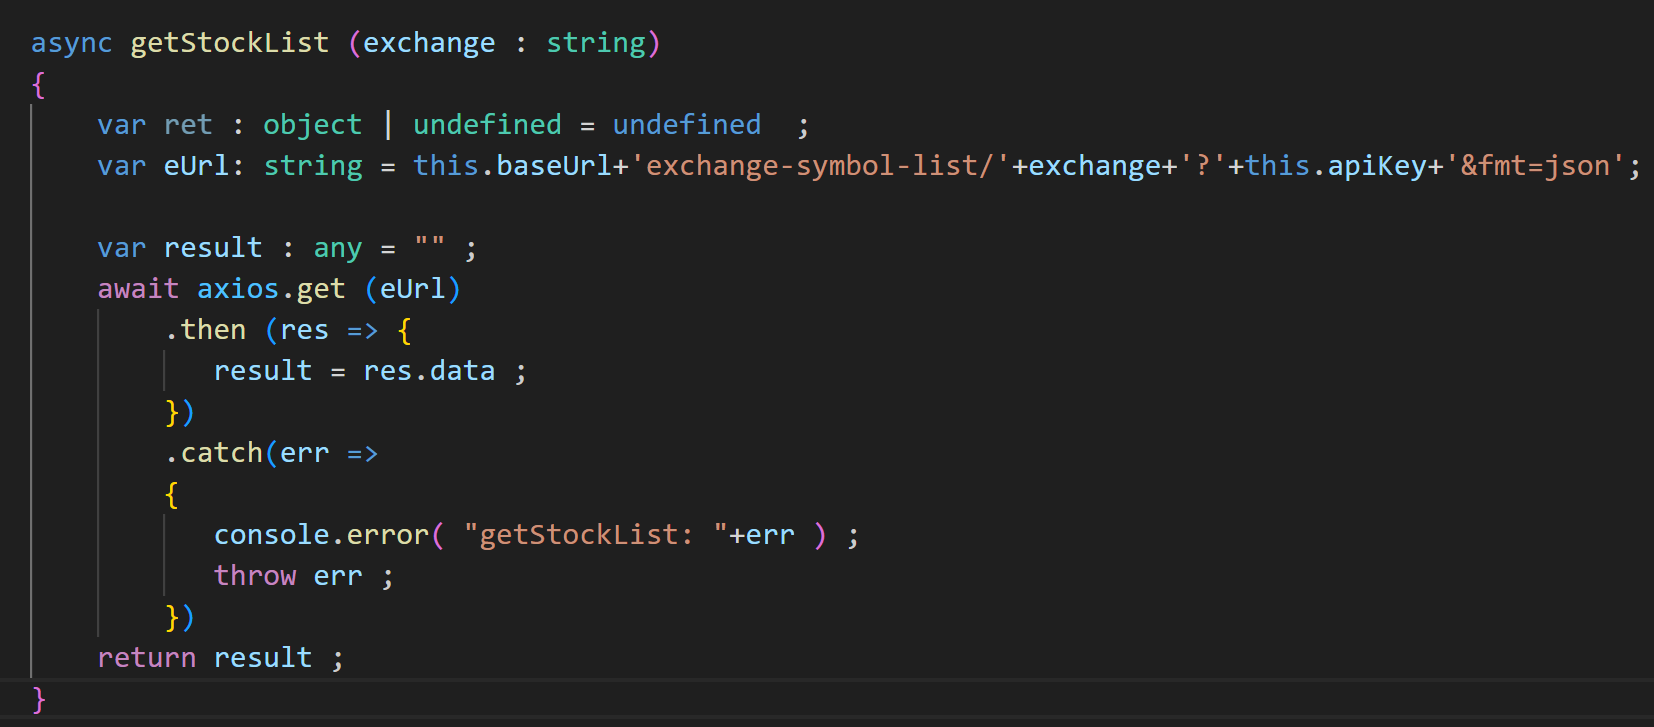 async getStockList (exchange : string)
{
    var ret : object | undefined = undefined  ;
    var eUrl: string = this.baseUrl+'exchange-symbol-list/'+exchange+'?'+this.apiKey+'&fmt=json';

    var result : any = "" ;
    await axios.get (eUrl)
        .then (res => {
           result = res.data ;
        })
        .catch(err =>
        {
           console.error( "getStockList: "+err ) ;
           throw err ;
        })
    return result ;
}